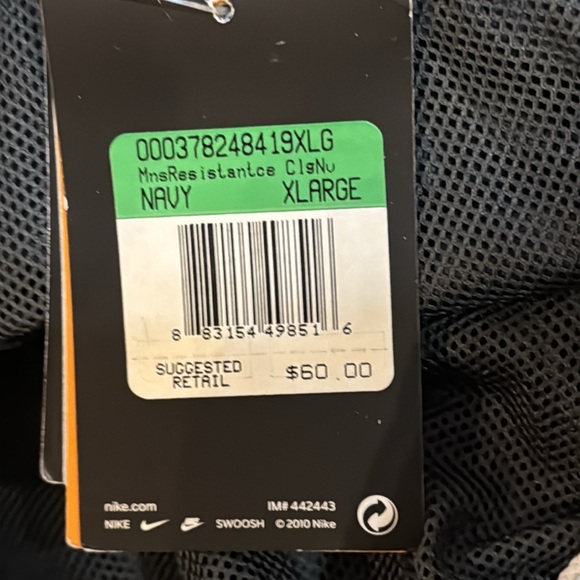 000378248419XLG
MnsResistantce ClgNv
NAVY XLARGE
8 83154 49851 6
SUGGESTED RETAIL $60.00
nike.com IM# 442443
NIKE SWOOSH © 2010 Nike